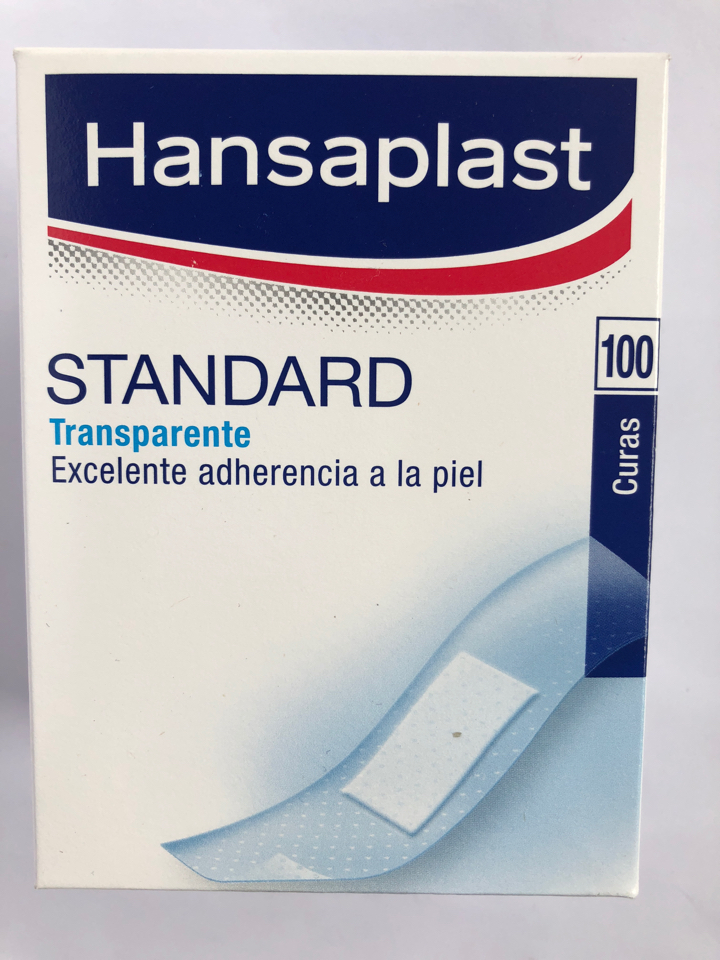 Hansaplast
STANDARD
Transparente
Excelente adherencia a la piel
100
Curas